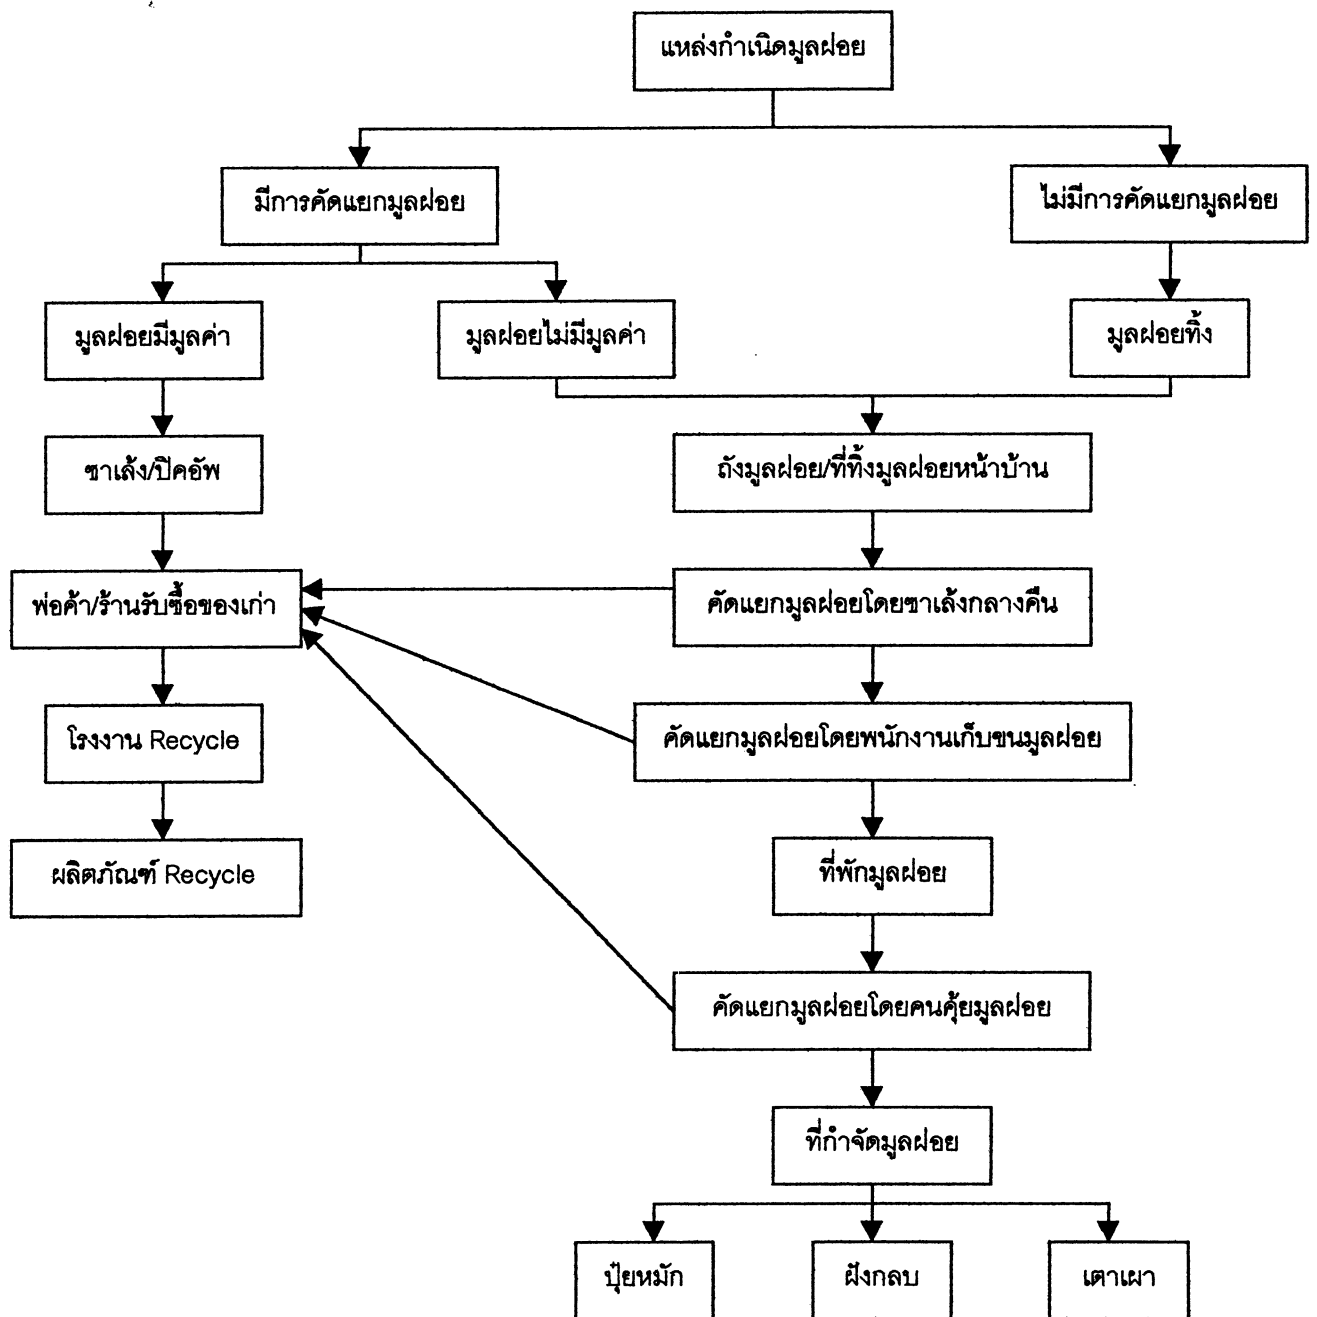 แหล่งกำเนิดมูลฝอย
มีการคัดแยกมูลฝอย
ไม่มีการคัดแยกมูลฝอย
มูลฝอยมีมูลค่า
มูลฝอยไม่มีมูลค่า
มูลฝอยทิ้ง
ซาเล้ง/ปิคอัพ
ถังมูลฝอย/ที่ทิ้งมูลฝอยหน้าบ้าน
พ่อค้า/ร้านรับซื้อของเก่า
คัดแยกมูลฝอยโดยซาเล้งกลางคืน
โรงงาน Recycle
คัดแยกมูลฝอยโดยพนักงานเก็บขนมูลฝอย
ผลิตภัณฑ์ Recycle
ที่พักมูลฝอย
คัดแยกมูลฝอยโดยคนคุ้ยมูลฝอย
ที่กำจัดมูลฝอย
ปุ๋ยหมัก
ฝังกลบ
เตาเผา